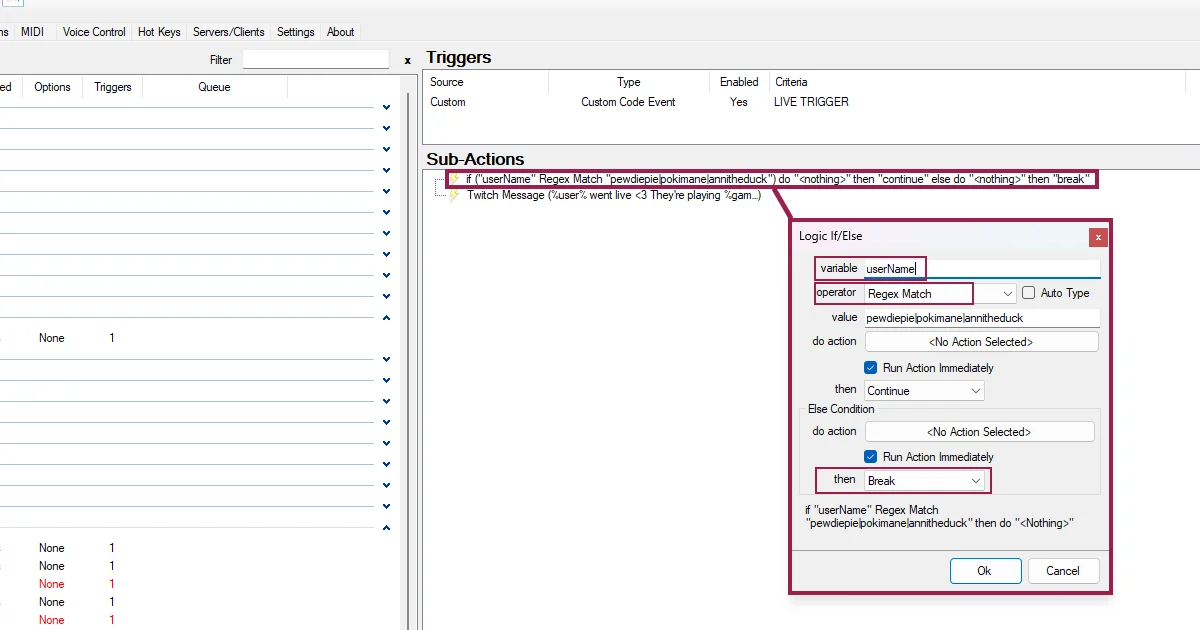 ns MIDI Voice Control Hot Keys Servers/Clients Settings About
Filter x
ed Options Triggers Queue
None 1
None 1
None 1
None 1
None 1
None 1
Triggers
Source Type Enabled Criteria
Custom Custom Code Event Yes LIVE TRIGGER
Sub-Actions
if ("userName" Regex Match "pewdiepie|pokimane|annitheduck") do "<nothing>" then "continue" else do "<nothing>" then "break"
Twitch Message (%user% went live <3 They're playing %gam...)
Logic If/Else x
variable userName
operator Regex Match Auto Type
value pewdiepie|pokimane|annitheduck
do action <No Action Selected>
Run Action Immediately
then Continue
Else Condition
do action <No Action Selected>
Run Action Immediately
then Break
if "userName" Regex Match
"pewdiepie|pokimane|annitheduck" then do "<Nothing>"
Ok Cancel